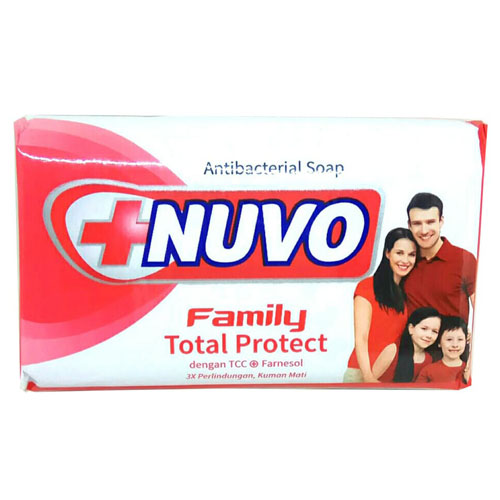 Antibacterial Soap
NUVO
Family
Total Protect
dengan TCC ⊕ Farnesol
3X Perlindungan, Kuman Mati